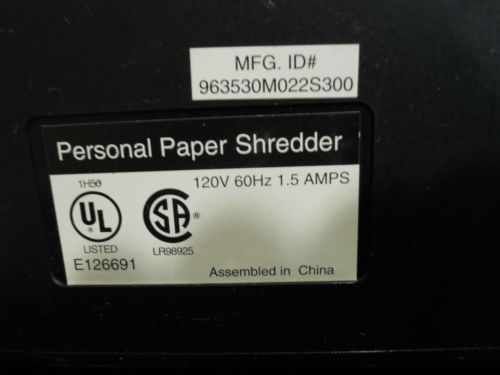 MFG. ID#
963530M022S300
Personal Paper Shredder
1H50
120V 60Hz 1.5 AMPS
UL ®
SA ®
LISTED
LR98925
E126691
Assembled in China